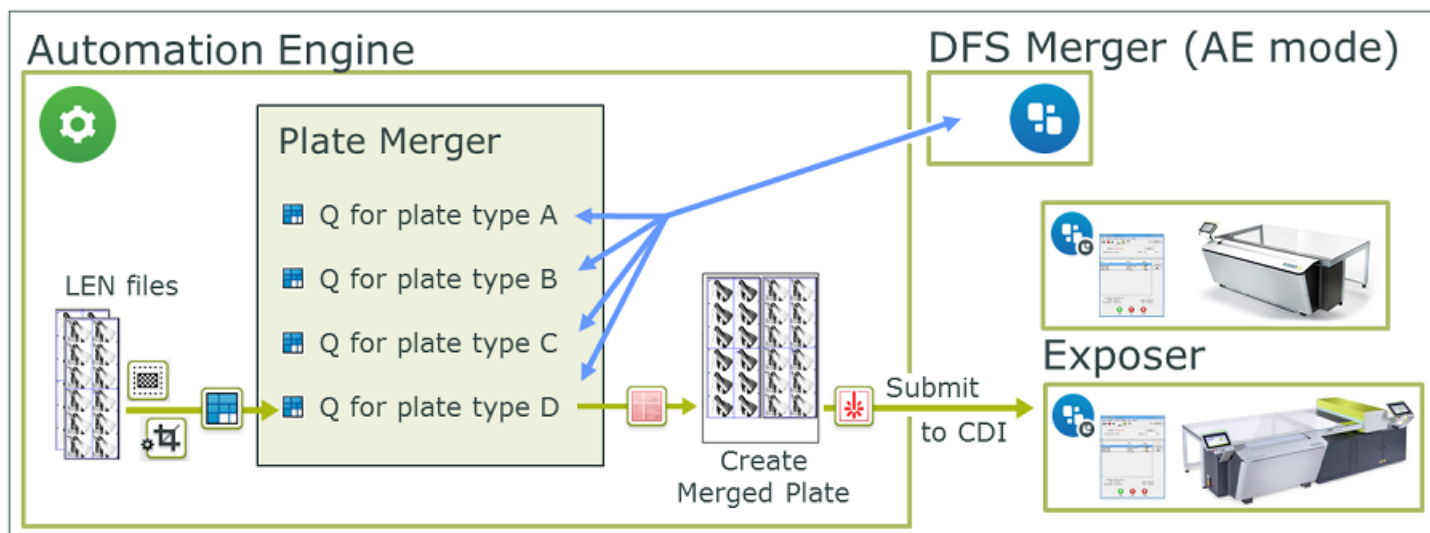 Automation Engine
DFS Merger (AE mode)
Plate Merger
Q for plate type A
Q for plate type B
Q for plate type C
Q for plate type D
LEN files
Create
Merged Plate
Submit
to CDI
Exposer